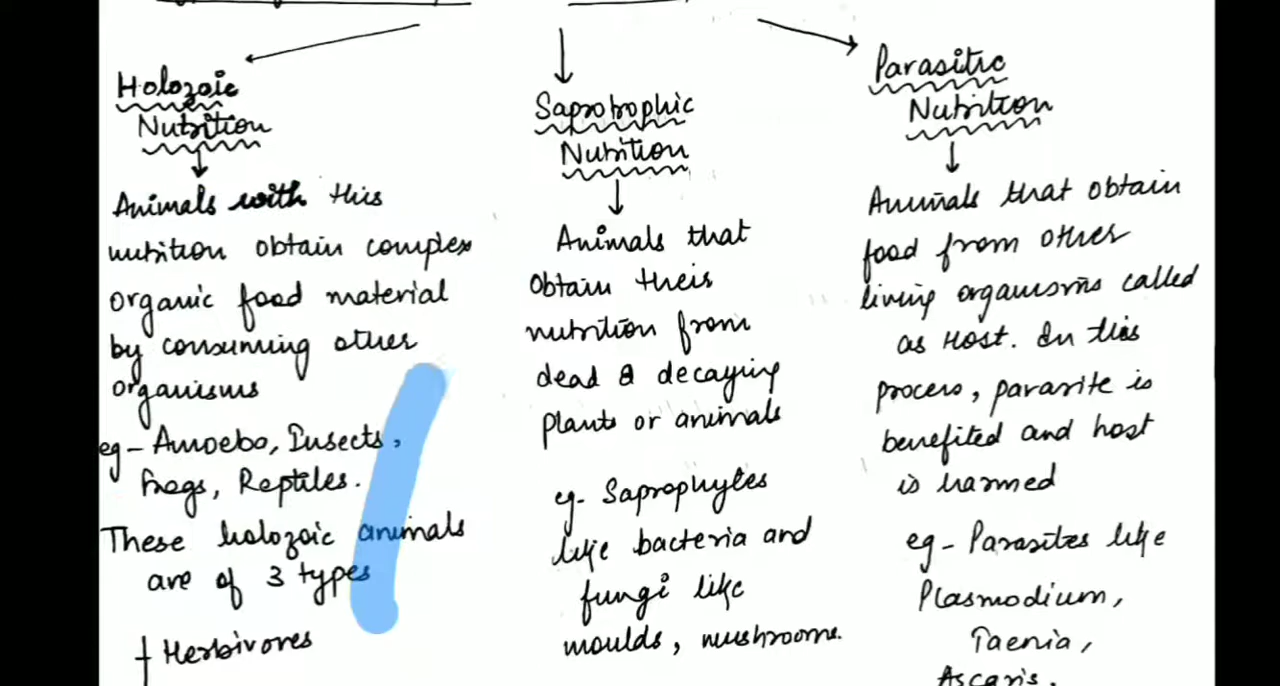 Holozoic
Nutrition
Animals with this
nutrition obtain complex
organic food material
by consuming other
organisms
eg- Amoeba, Insects,
frogs, Reptiles.
These holozoic animals
are of 3 types
Herbivores
Saprotrophic
Nutrition
Animals that
obtain their
nutrition from
dead & decaying
plants or animals
eg- Saprophytes
like bacteria and
fungi like
moulds, mushrooms.
Parasitic
Nutrition
Animals that obtain
food from other
living organisms called
as Host. In this
process, parasite is
benefited and host
is harmed
eg- Parasites like
Plasmodium,
Taenia,
Ascaris.